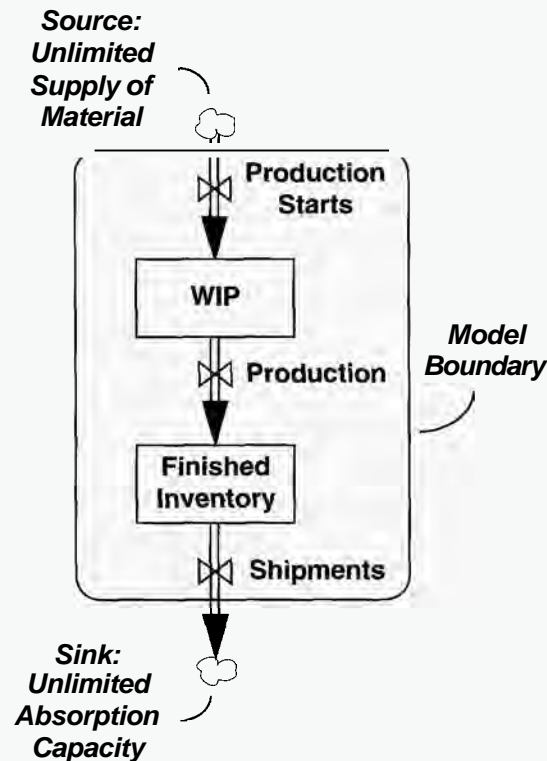 Source:
Unlimited
Supply of
Material
Production
Starts
WIP
Model
Boundary
Production
Finished
Inventory
Shipments
Sink:
Unlimited
Absorption
Capacity